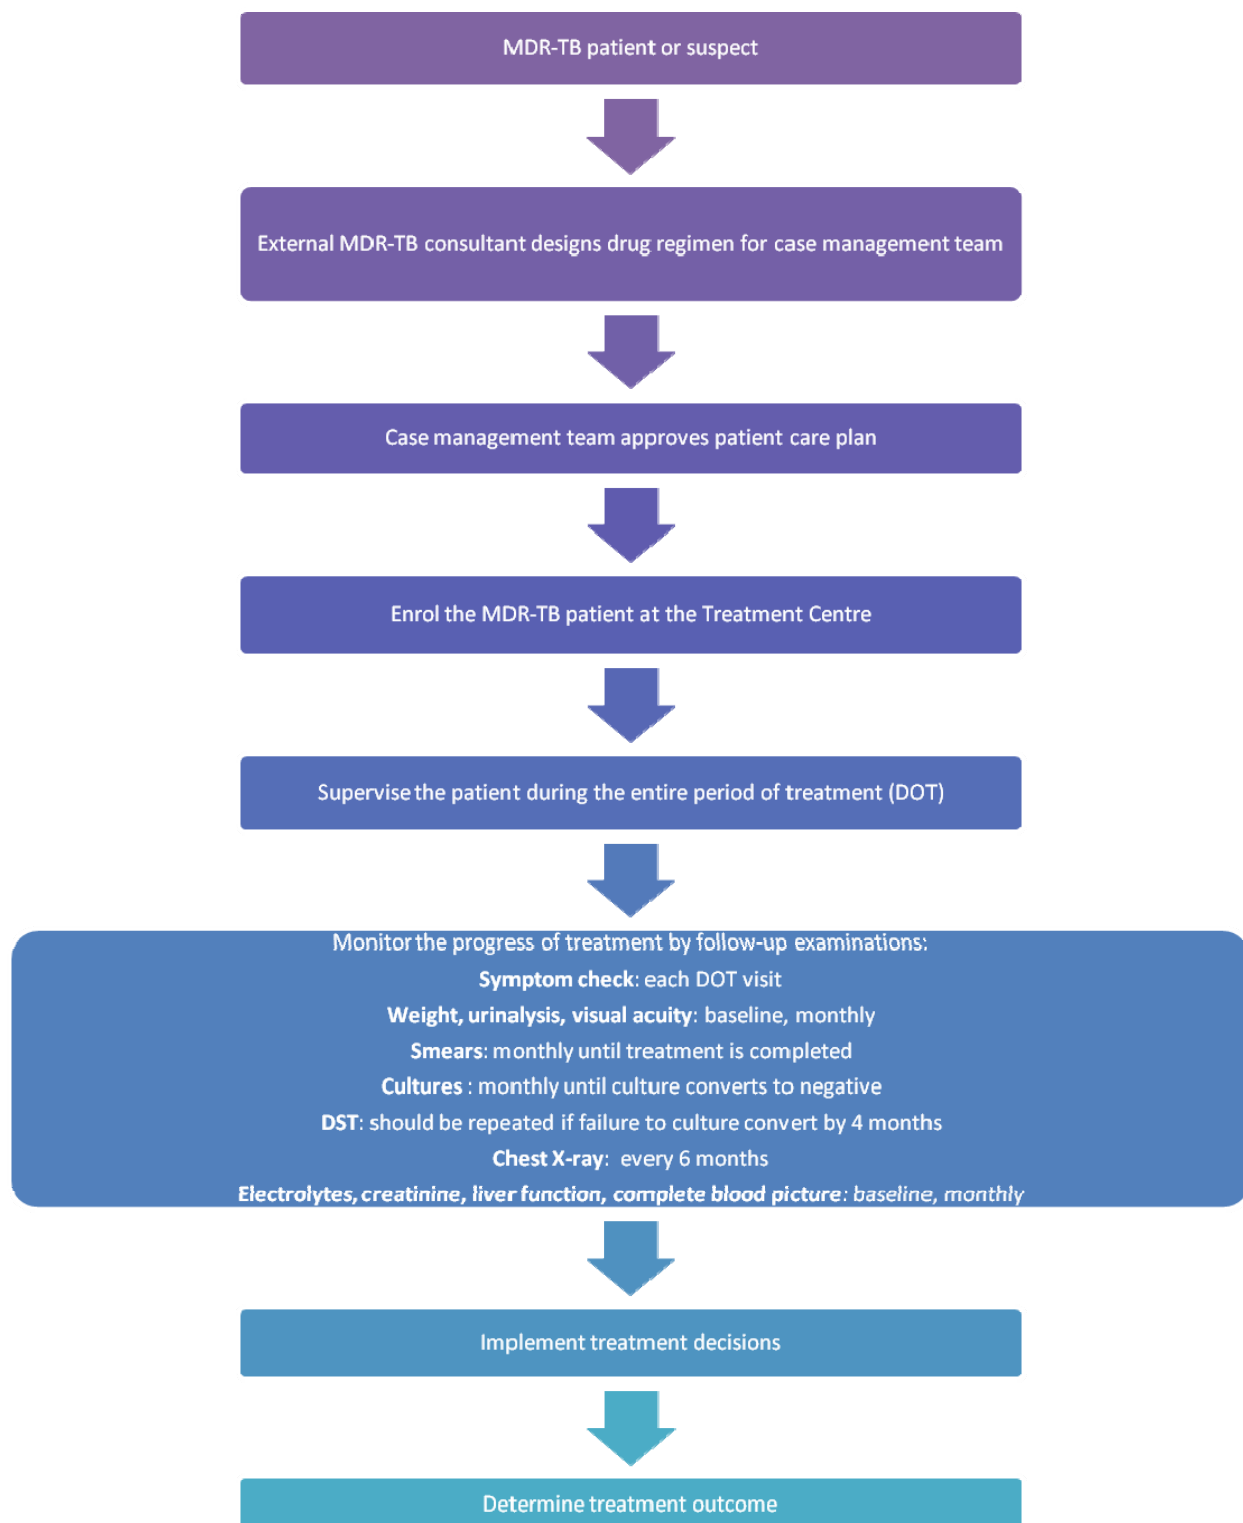 MDR-TB patient or suspect
External MDR-TB consultant designs drug regimen for case management team
Case management team approves patient care plan
Enrol the MDR-TB patient at the Treatment Centre
Supervise the patient during the entire period of treatment (DOT)
Monitor the progress of treatment by follow-up examinations:
Symptom check: each DOT visit
Weight, urinalysis, visual acuity: baseline, monthly
Smears: monthly until treatment is completed
Cultures : monthly until culture converts to negative
DST: should be repeated if failure to culture convert by 4 months
Chest X-ray: every 6 months
Electrolytes, creatinine, liver function, complete blood picture: baseline, monthly
Implement treatment decisions
Determine treatment outcome